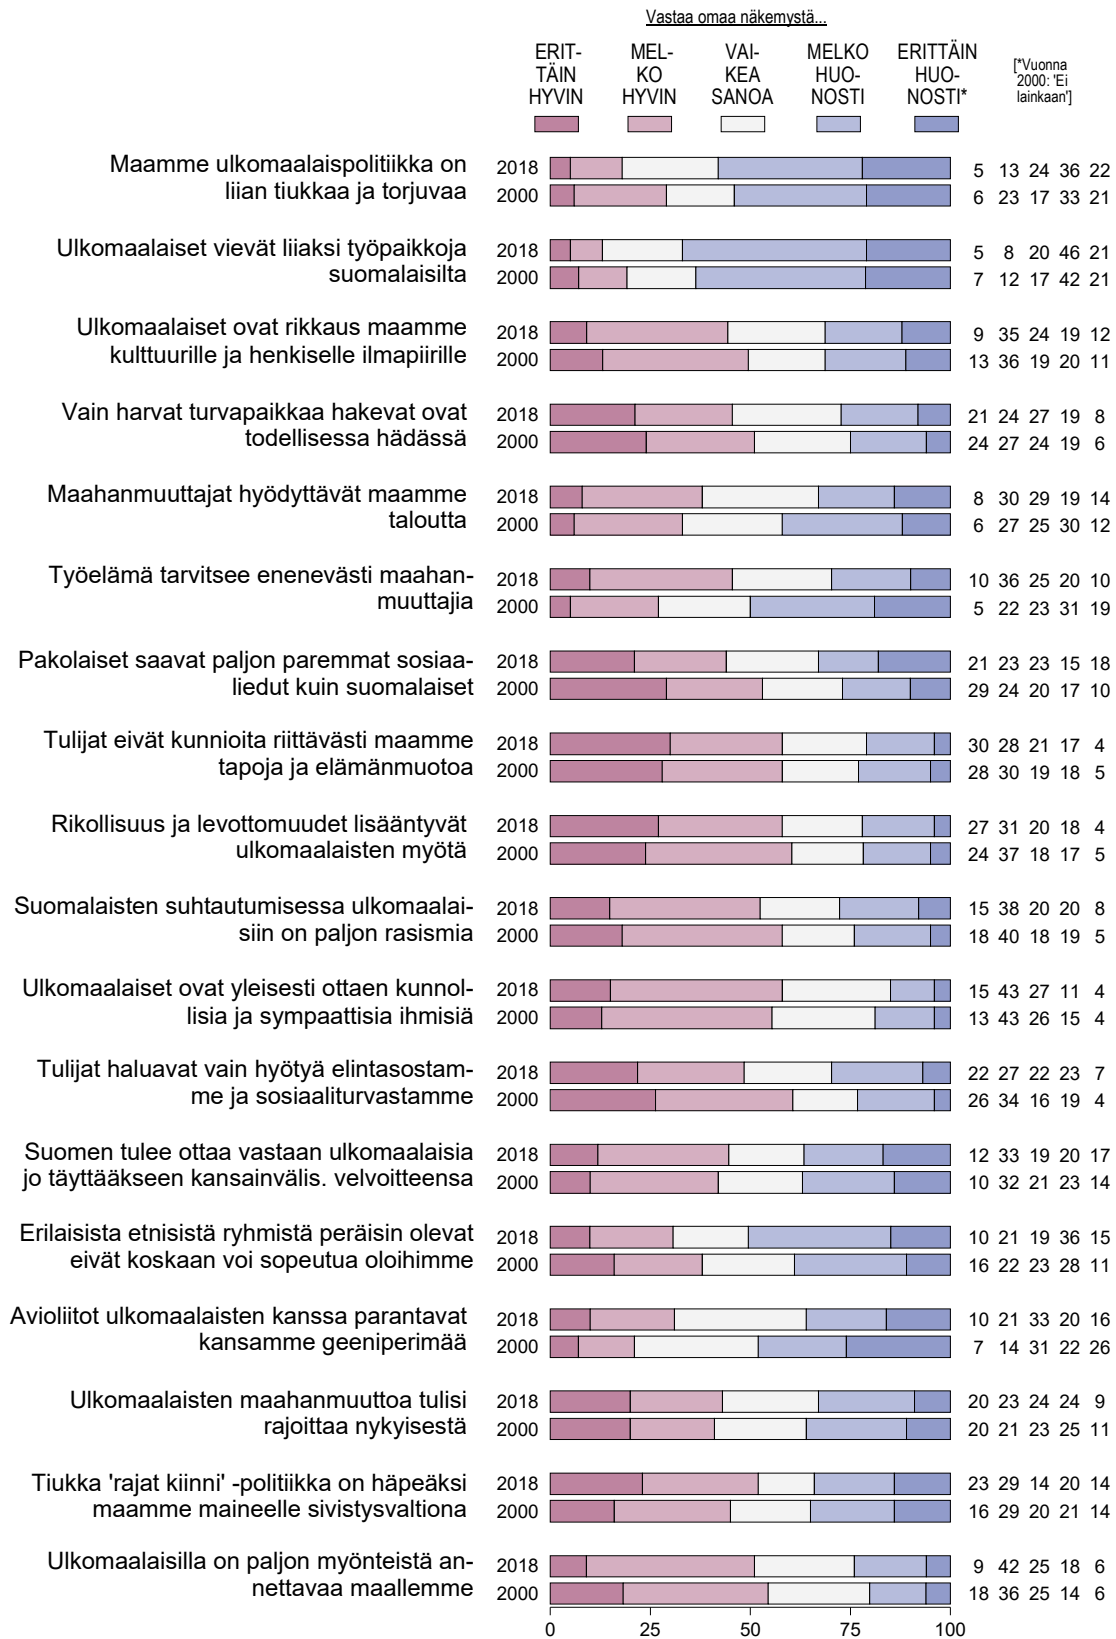 Vastaa omaa näkemystä...
ERIT-
TÄIN
HYVIN
MEL-
KO
HYVIN
VAI-
KEA
SANOA
MELKO
HUO-
NOSTI
ERITTÄIN
HUO-
NOSTI*
[*Vuonna
2000: 'Ei
lainkaan']
Maamme ulkomaalaispolitiikka on
liian tiukkaa ja torjuvaa
2018 5 13 24 36 22
2000 6 23 17 33 21
Ulkomaalaiset vievät liiaksi työpaikkoja
suomalaisilta
2018 5 8 20 46 21
2000 7 12 17 42 21
Ulkomaalaiset ovat rikkaus maamme
kulttuurille ja henkiselle ilmapiirille
2018 9 35 24 19 12
2000 13 36 19 20 11
Vain harvat turvapaikkaa hakevat ovat
todellisessa hädässä
2018 21 24 27 19 8
2000 24 27 24 19 6
Maahanmuuttajat hyödyttävät maamme
taloutta
2018 8 30 29 19 14
2000 6 27 25 30 12
Työelämä tarvitsee enenevästi maahan-
muuttajia
2018 10 36 25 20 10
2000 5 22 23 31 19
Pakolaiset saavat paljon paremmat sosiaa-
liedut kuin suomalaiset
2018 21 23 23 15 18
2000 29 24 20 17 10
Tulijat eivät kunnioita riittävästi maamme
tapoja ja elämänmuotoa
2018 30 28 21 17 4
2000 28 30 19 18 5
Rikollisuus ja levottomuudet lisääntyvät
ulkomaalaisten myötä
2018 27 31 20 18 4
2000 24 37 18 17 5
Suomalaisten suhtautumisessa ulkomaalai-
siin on paljon rasismia
2018 15 38 20 20 8
2000 18 40 18 19 5
Ulkomaalaiset ovat yleisesti ottaen kunnol-
lisia ja sympaattisia ihmisiä
2018 15 43 27 11 4
2000 13 43 26 15 4
Tulijat haluavat vain hyötyä elintasostam-
me ja sosiaaliturvastamme
2018 22 27 22 23 7
2000 26 34 16 19 4
Suomen tulee ottaa vastaan ulkomaalaisia
jo täyttääkseen kansainvälis. velvoitteensa
2018 12 33 19 20 17
2000 10 32 21 23 14
Erilaisista etnisistä ryhmistä peräisin olevat
eivät koskaan voi sopeutua oloihimme
2018 10 21 19 36 15
2000 16 22 23 28 11
Avioliitot ulkomaalaisten kanssa parantavat
kansamme geeniperimää
2018 10 21 33 20 16
2000 7 14 31 22 26
Ulkomaalaisten maahanmuuttoa tulisi
rajoittaa nykyisestä
2018 20 23 24 24 9
2000 20 21 23 25 11
Tiukka 'rajat kiinni' -politiikka on häpeäksi
maamme maineelle sivistysvaltiona
2018 23 29 14 20 14
2000 16 29 20 21 14
Ulkomaalaisilla on paljon myönteistä an-
nettavaa maallemme
2018 9 42 25 18 6
2000 18 36 25 14 6
0 25 50 75 100